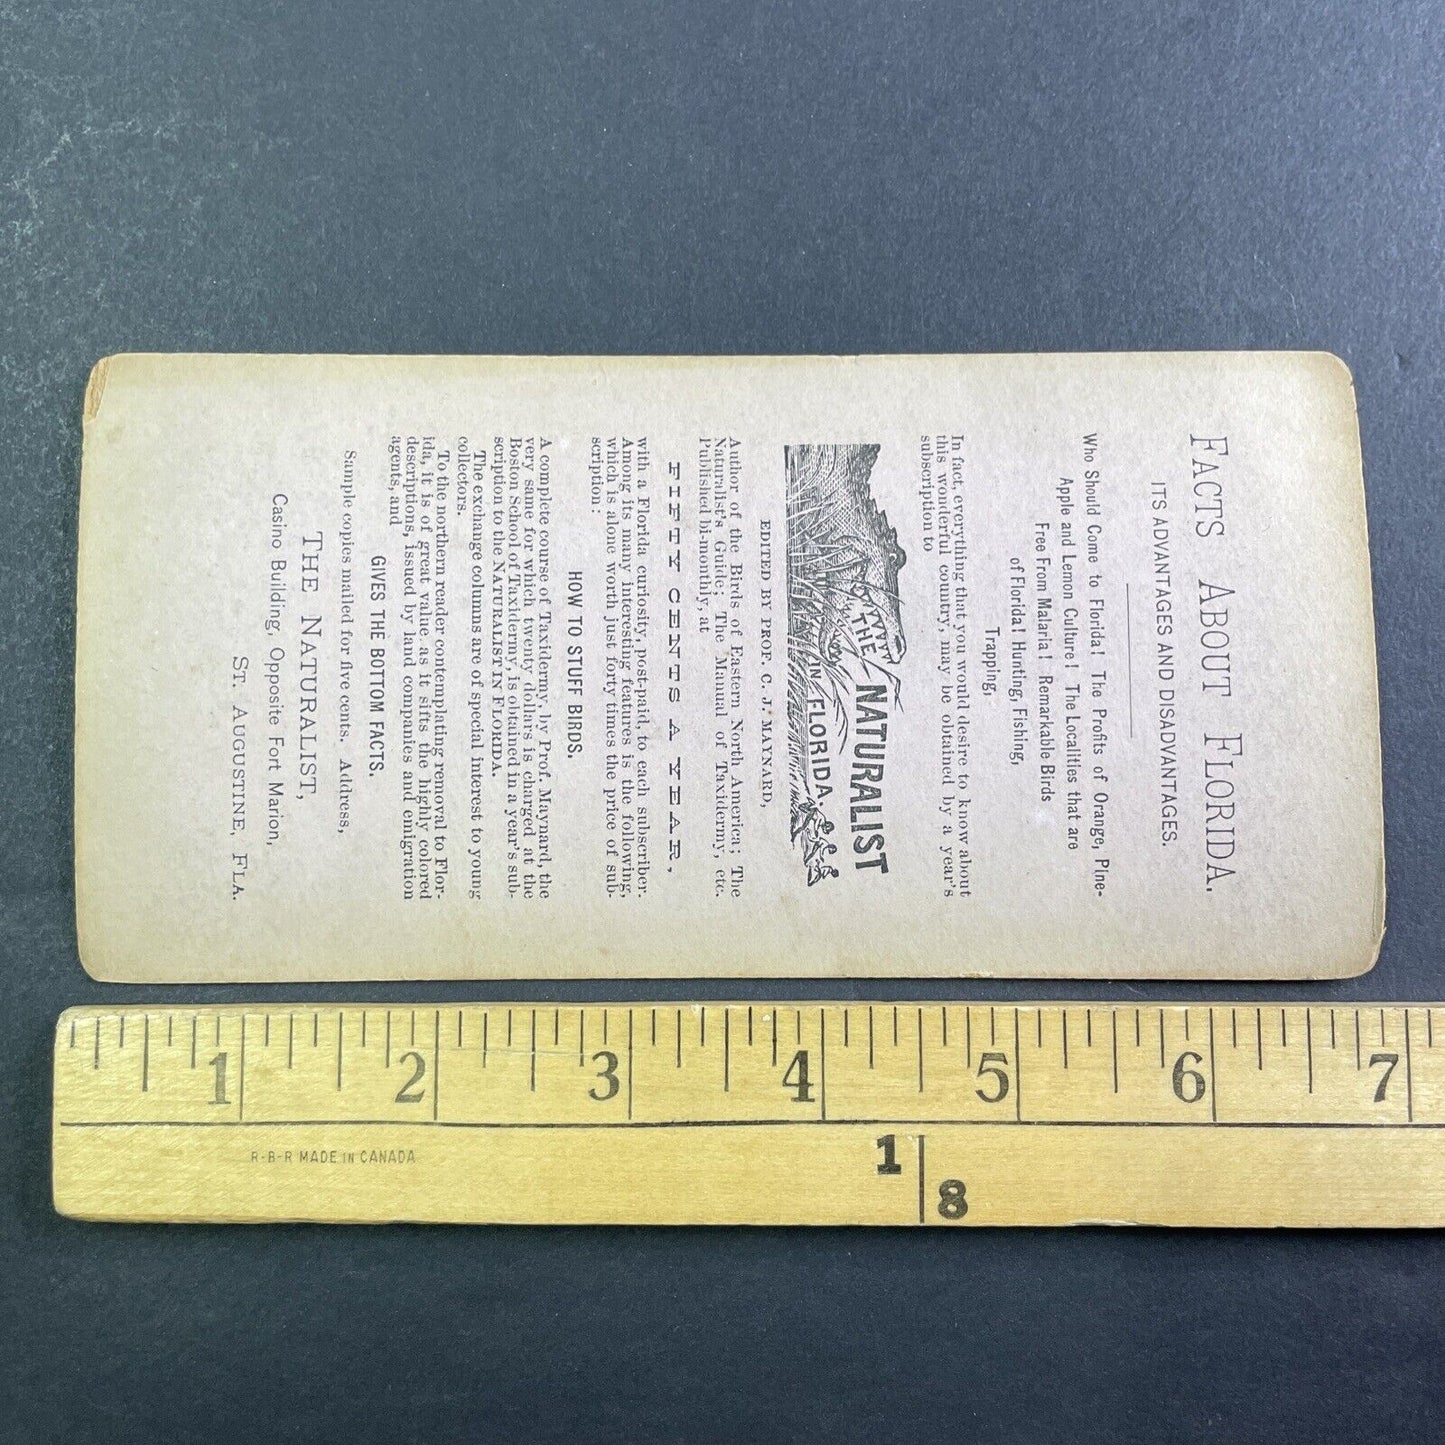 FACTS ABOUT FLORIDA.
ITS ADVANTAGES AND DISADVANTAGES.
Who Should Come to Florida! The Profits of Orange, Pine-
Apple and Lemon Culture! The Localities that are
Free From Malaria! Remarkable Birds
of Florida! Hunting, Fishing,
Trapping,
In fact, everything that you would desire to know about
this wonderful country, may be obtained by a year's
subscription to
THE NATURALIST
IN FLORIDA.
EDITED BY PROF. C. J. MAYNARD,
Author of the Birds of Eastern North America; The
Naturalist's Guide; The Manual of Taxidermy, etc.
Published bi-monthly, at
FIFTY CENTS A YEAR,
with a Florida curiosity, post-paid, to each subscriber.
Among its many interesting features is the following,
which is alone worth just forty times the price of sub-
scription:
HOW TO STUFF BIRDS.
A complete course of Taxidermy, by Prof. Maynard, the
very same for which twenty dollars is charged at the
Boston School of Taxidermy, is obtained in a year's sub-
scription to the NATURALIST IN FLORIDA.
The exchange columns are of special interest to young
collectors.
To the northern reader contemplating removal to Flor-
ida, it is of great value, as it sifts the highly colored
descriptions, issued by land companies and emigration
agents, and
GIVES THE BOTTOM FACTS.
Sample copies mailed for five cents. Address,
THE NATURALIST,
Casino Building, Opposite Fort Marion,
ST. AUGUSTINE, FLA.
1 2 3 4 5 6 7
R-B-R MADE IN CANADA
1
8